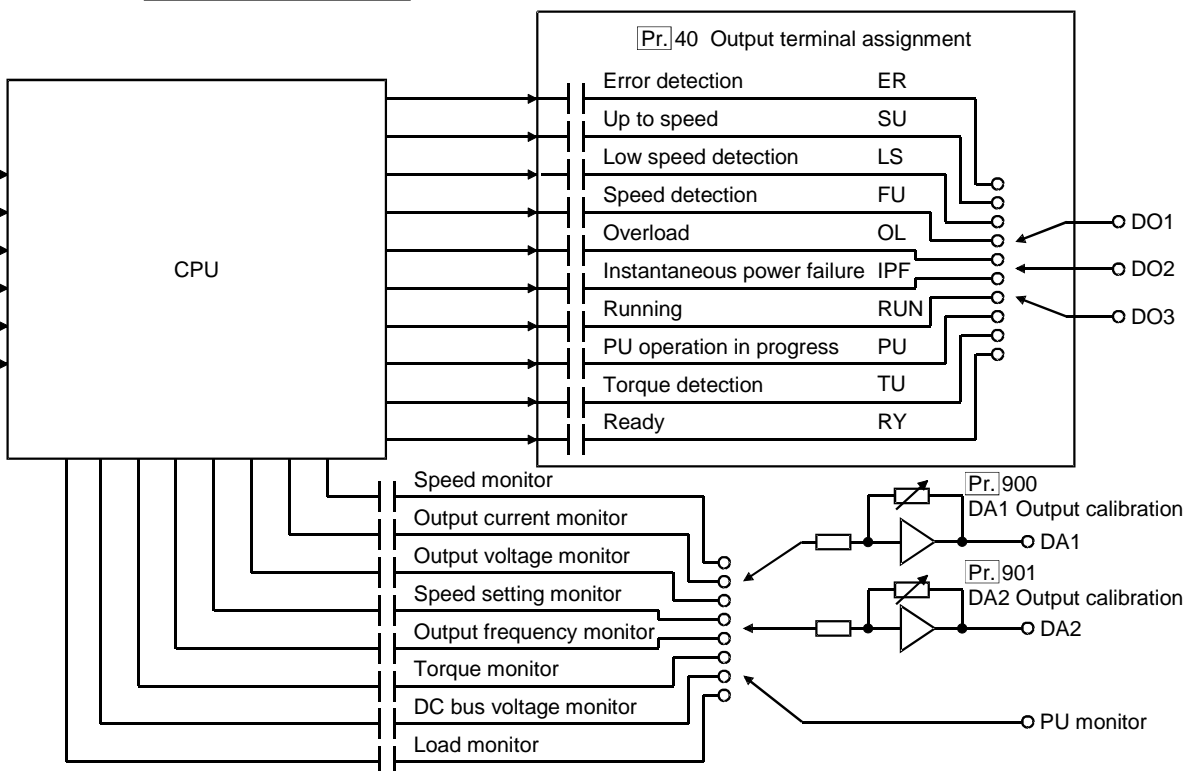 Pr. 40 Output terminal assignment
Error detection ER
Up to speed SU
Low speed detection LS
Speed detection FU
Overload OL
Instantaneous power failure IPF
Running RUN
PU operation in progress PU
Torque detection TU
Ready RY
DO1
DO2
DO3
CPU
Speed monitor
Output current monitor
Output voltage monitor
Speed setting monitor
Output frequency monitor
Torque monitor
DC bus voltage monitor
Load monitor
Pr. 900
DA1 Output calibration
DA1
Pr. 901
DA2 Output calibration
DA2
PU monitor